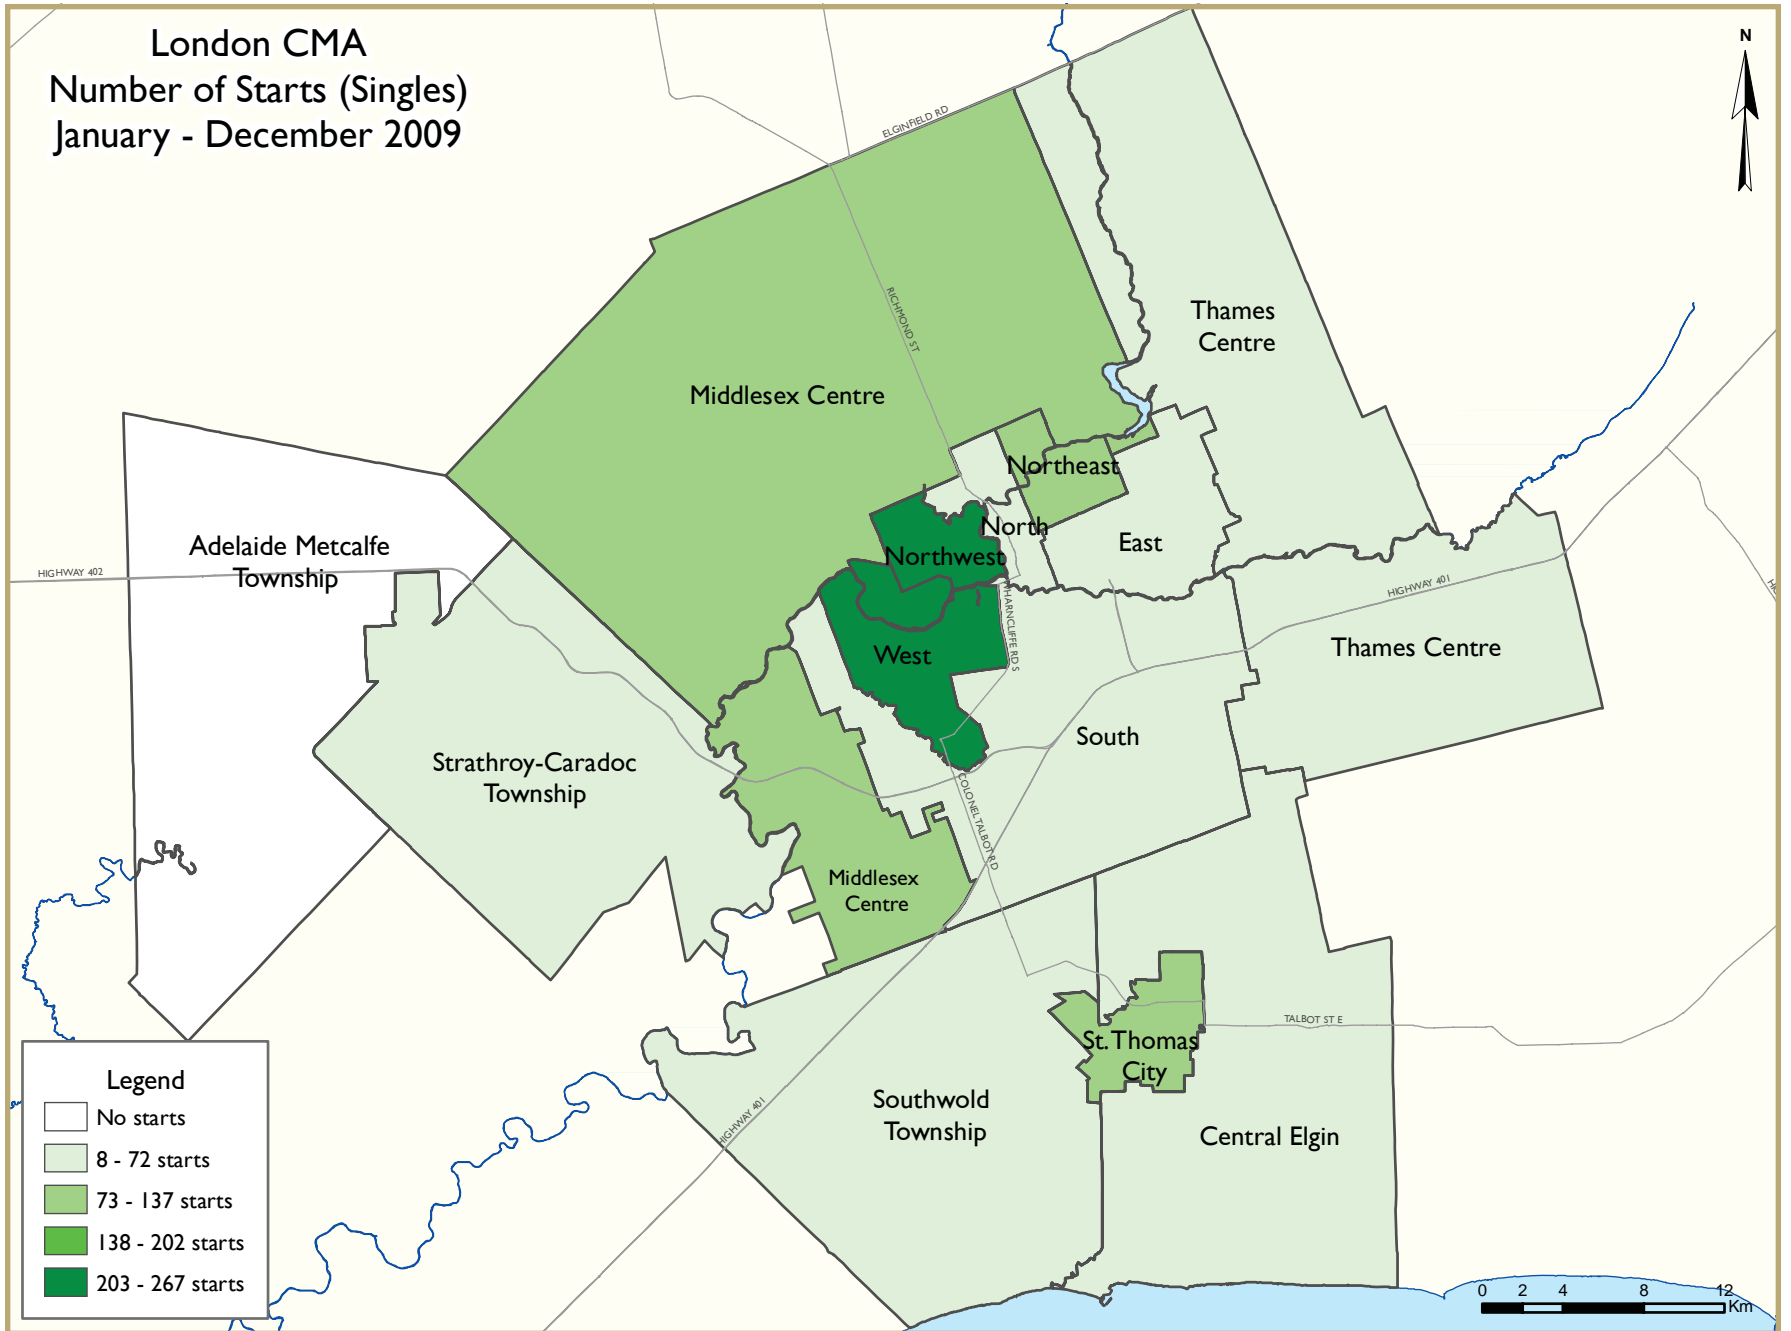 London CMA
Number of Starts (Singles)
January - December 2009
N
ELGINFIELD RD
RICHMOND ST
Thames
Centre
Middlesex Centre
Northeast
North
East
Northwest
Adelaide Metcalfe
Township
HIGHWAY 402
HIGHWAY 401
WHARNCLIFFE RD S
West
Thames Centre
South
Strathroy-Caradoc
Township
COLONEL TALBOT RD
Middlesex
Centre
TALBOT ST E
St. Thomas
City
Southwold
Township
Central Elgin
HIGHWAY 401
Legend
No starts
8 - 72 starts
73 - 137 starts
138 - 202 starts
203 - 267 starts
0 2 4 8 12
Km